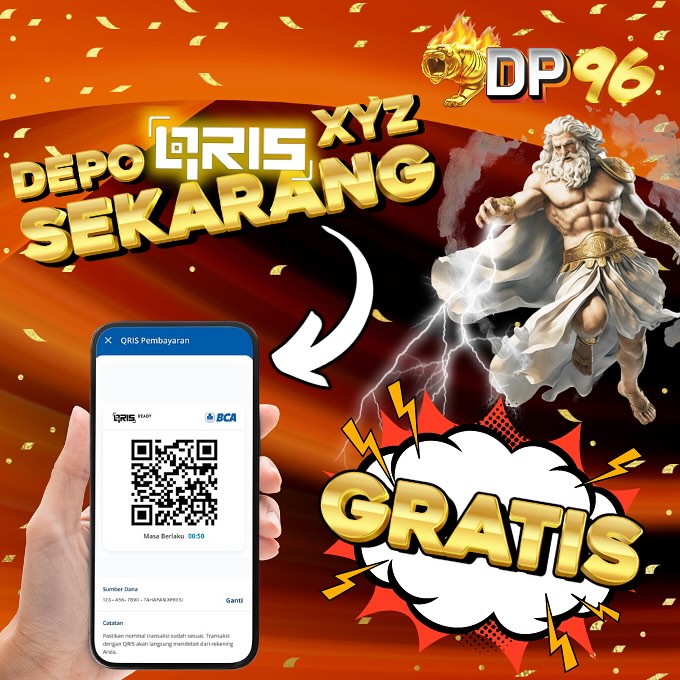 DP96
DEPO QRIS XYZ
SEKARANG
× QRIS Pembayaran
QRIS READY
BCA
Masa Berlaku 00:50
Sumber Dana
123 - 456 - 7890 - TAHAPAN XPRESI
Ganti
Catatan
Pastikan nominal transaksi sudah sesuai. Transaksi
dengan QRIS akan langsung mendebet dari rekening
Anda.
GRATIS